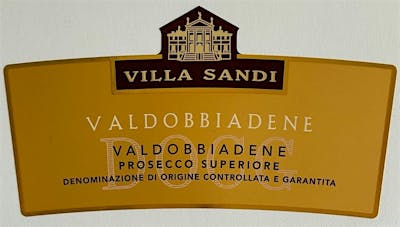 VILLA SANDI
VALDOBBIADENE
DOCG
VALDOBBIADENE
PROSECCO SUPERIORE
DENOMINAZIONE DI ORIGINE CONTROLLATA E GARANTITA